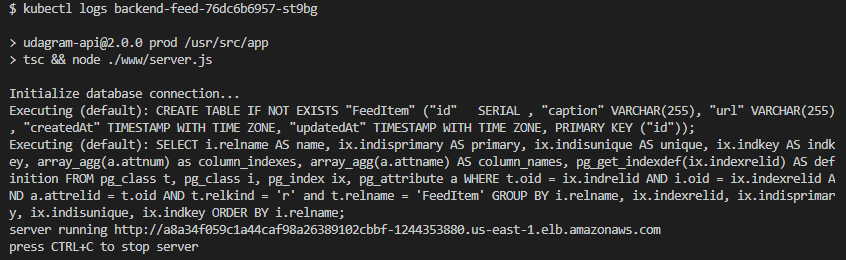 $ kubectl logs backend-feed-76dc6b6957-st9bg
> udagram-api@2.0.0 prod /usr/src/app
> tsc && node ./www/server.js
Initialize database connection...
Executing (default): CREATE TABLE IF NOT EXISTS "FeedItem" ("id"   SERIAL , "caption" VARCHAR(255), "url" VARCHAR(255)
, "createdAt" TIMESTAMP WITH TIME ZONE, "updatedAt" TIMESTAMP WITH TIME ZONE, PRIMARY KEY ("id"));
Executing (default): SELECT i.relname AS name, ix.indisprimary AS primary, ix.indisunique AS unique, ix.indkey AS indk
ey, array_agg(a.attnum) as column_indexes, array_agg(a.attname) AS column_names, pg_get_indexdef(ix.indexrelid) AS def
inition FROM pg_class t, pg_class i, pg_index ix, pg_attribute a WHERE t.oid = ix.indrelid AND i.oid = ix.indexrelid A
ND a.attrelid = t.oid AND t.relkind = 'r' and t.relname = 'FeedItem' GROUP BY i.relname, ix.indexrelid, ix.indisprimar
y, ix.indisunique, ix.indkey ORDER BY i.relname;
server running http://a8a34f059c1a44caf98a26389102cbbf-1244353880.us-east-1.elb.amazonaws.com
press CTRL+C to stop server